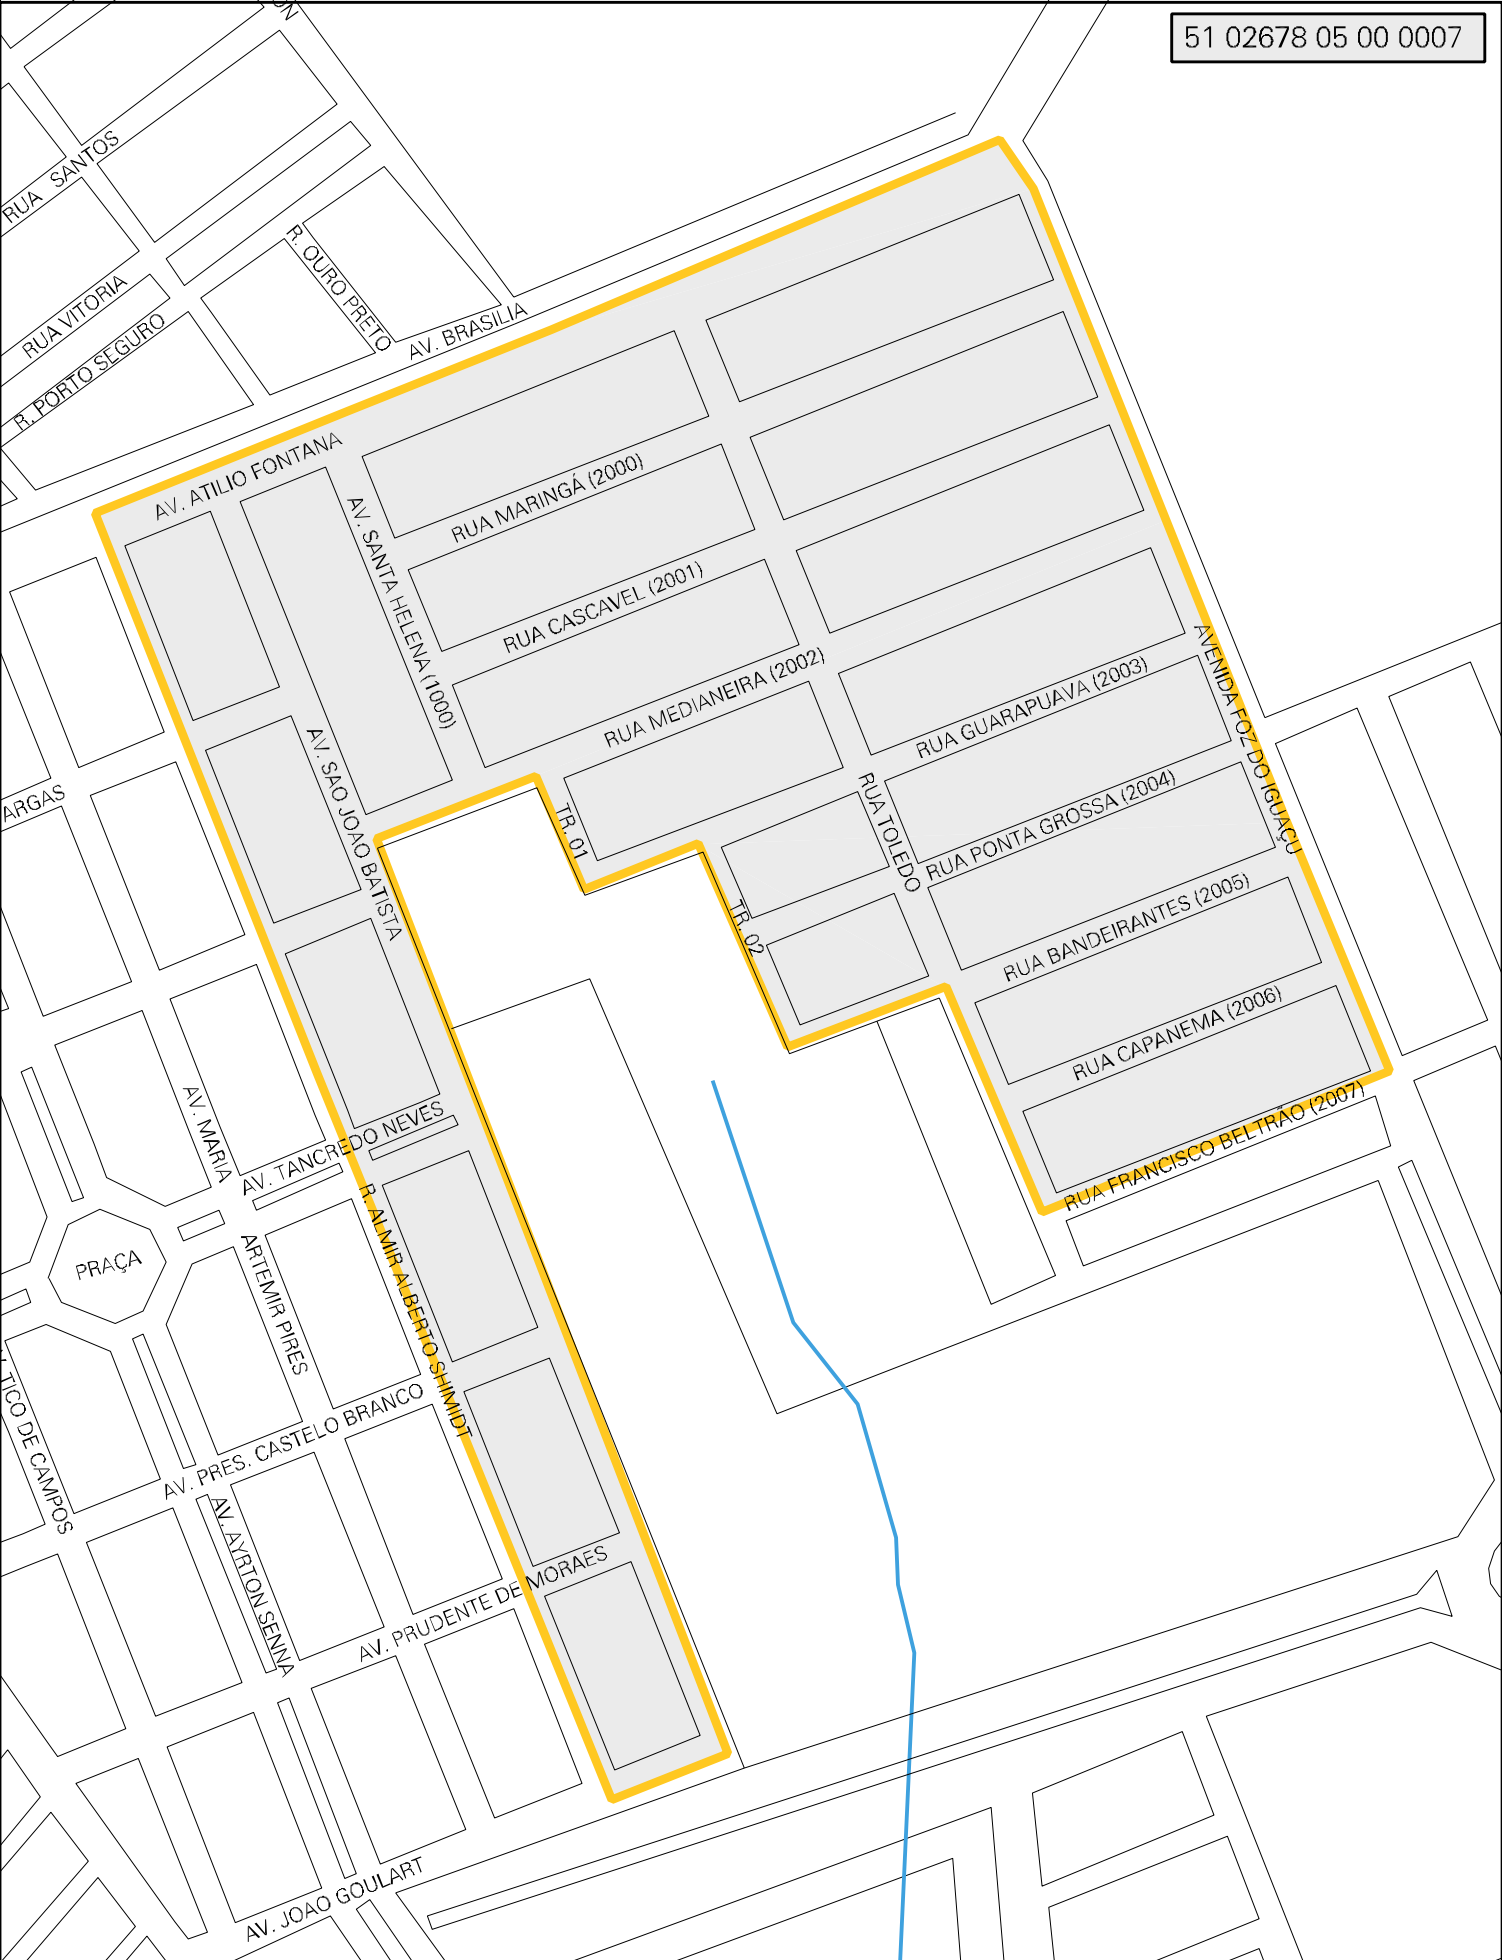 ON
51 02678 05 00 0007
RUA SANTOS
RUA VITORIA
R. PORTO SEGURO
R. OURO PRETO
AV. BRASILIA
AV. ATILIO FONTANA
AV. SANTA HELENA (1000)
RUA MARINGÁ (2000)
RUA CASCAVEL (2001)
RUA MEDIANEIRA (2002)
RUA GUARAPUAVA (2003)
AVENIDA FOZ DO IGUAÇU
AV. SAO JOAO BATISTA
ARGAS
TR. 01
RUA TOLEDO
RUA PONTA GROSSA (2004)
RUA BANDEIRANTES (2005)
TR. 02
RUA CAPANEMA (2006)
RUA FRANCISCO BELTRÃO (2007)
AV. MARIA
AV. TANCREDO NEVES
R. ALMIR ALBERTO SHIMIDT
PRAÇA
ARTEMIR PIRES
TICO DE CAMPOS
AV. PRES. CASTELO BRANCO
AV. AYRTON SENNA
AV. PRUDENTE DE MORAES
AV. JOAO GOULART